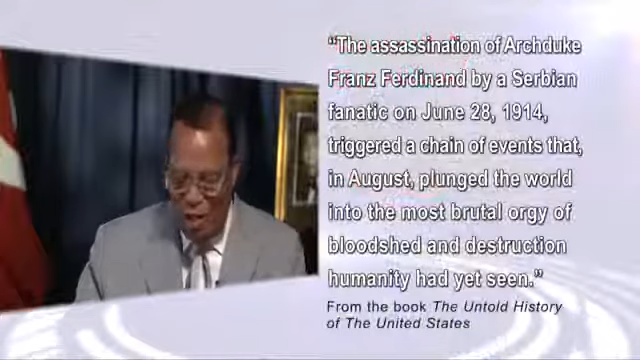 “The assassination of Archduke
Franz Ferdinand by a Serbian
fanatic on June 28, 1914,
triggered a chain of events that,
in August, plunged the world
into the most brutal orgy of
bloodshed and destruction
humanity had yet seen.”
From the book The Untold History
of The United States